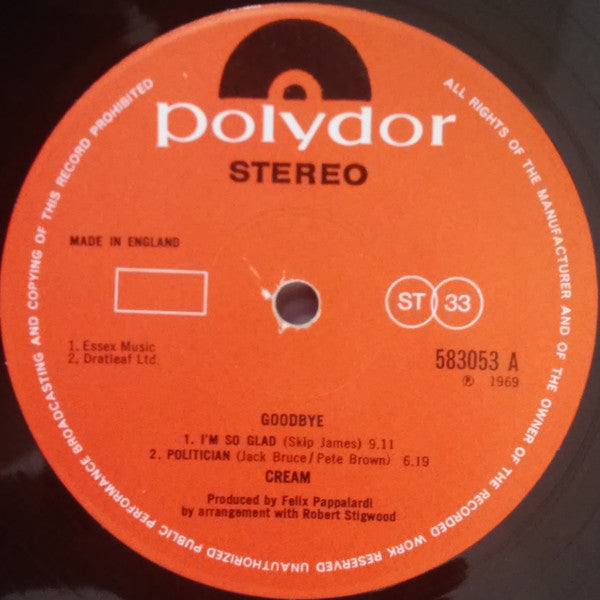 polydor
STEREO
MADE IN ENGLAND
ST 33
1. Essex Music
2. Dratleaf Ltd.
583053 A
℗ 1969
GOODBYE
1. I'M SO GLAD (Skip James) 9.11
2. POLITICIAN (Jack Bruce/Pete Brown) 6.19
CREAM
Produced by Felix Pappalardi
by arrangement with Robert Stigwood
ALL RIGHTS OF THE MANUFACTURER AND OF THE OWNER OF THE RECORDED WORK RESERVED UNAUTHORIZED PUBLIC PERFORMANCE BROADCASTING AND COPYING OF THIS RECORD PROHIBITED